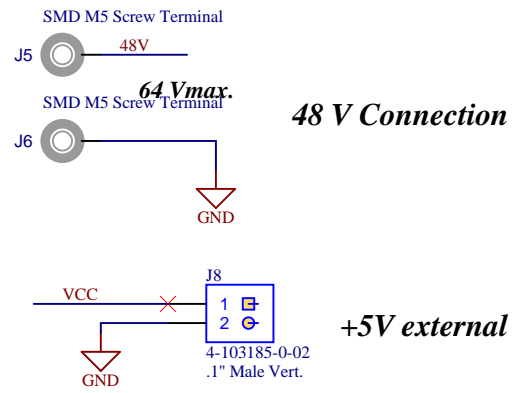 SMD M5 Screw Terminal
J5
48V
64 Vmax.
SMD M5 Screw Terminal
48 V Connection
J6
GND
J8
VCC
1
2
+5V external
4-103185-0-02
.1" Male Vert.
GND